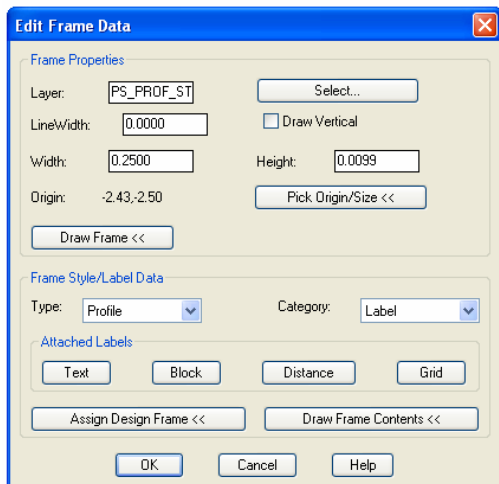 Edit Frame Data
Frame Properties
Layer: PS_PROF_ST Select...
LineWidth: 0.0000 Draw Vertical
Width: 0.2500 Height: 0.0099
Origin: -2.43,-2.50 Pick Origin/Size <<
Draw Frame <<
Frame Style/Label Data
Type: Profile Category: Label
Attached Labels
Text Block Distance Grid
Assign Design Frame << Draw Frame Contents <<
OK Cancel Help